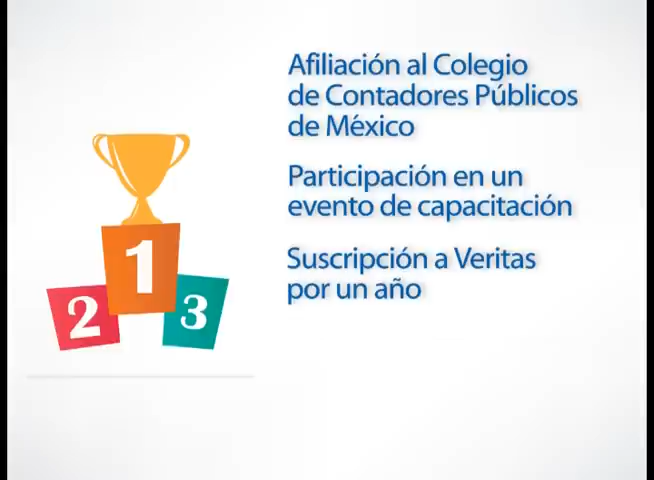 Afiliación al Colegio
de Contadores Públicos
de México
Participación en un
evento de capacitación
Suscripción a Veritas
por un año
1
2
3